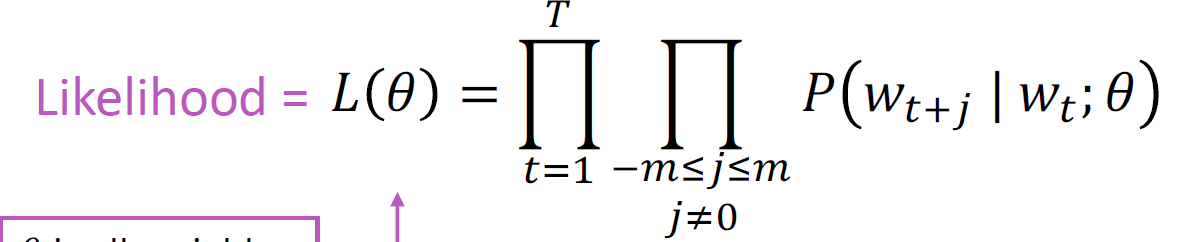 Likelihood = L(θ) = ∏_{t=1}^{T} ∏_{−m≤j≤m, j≠0} P(w_{t+j} | w_t; θ)